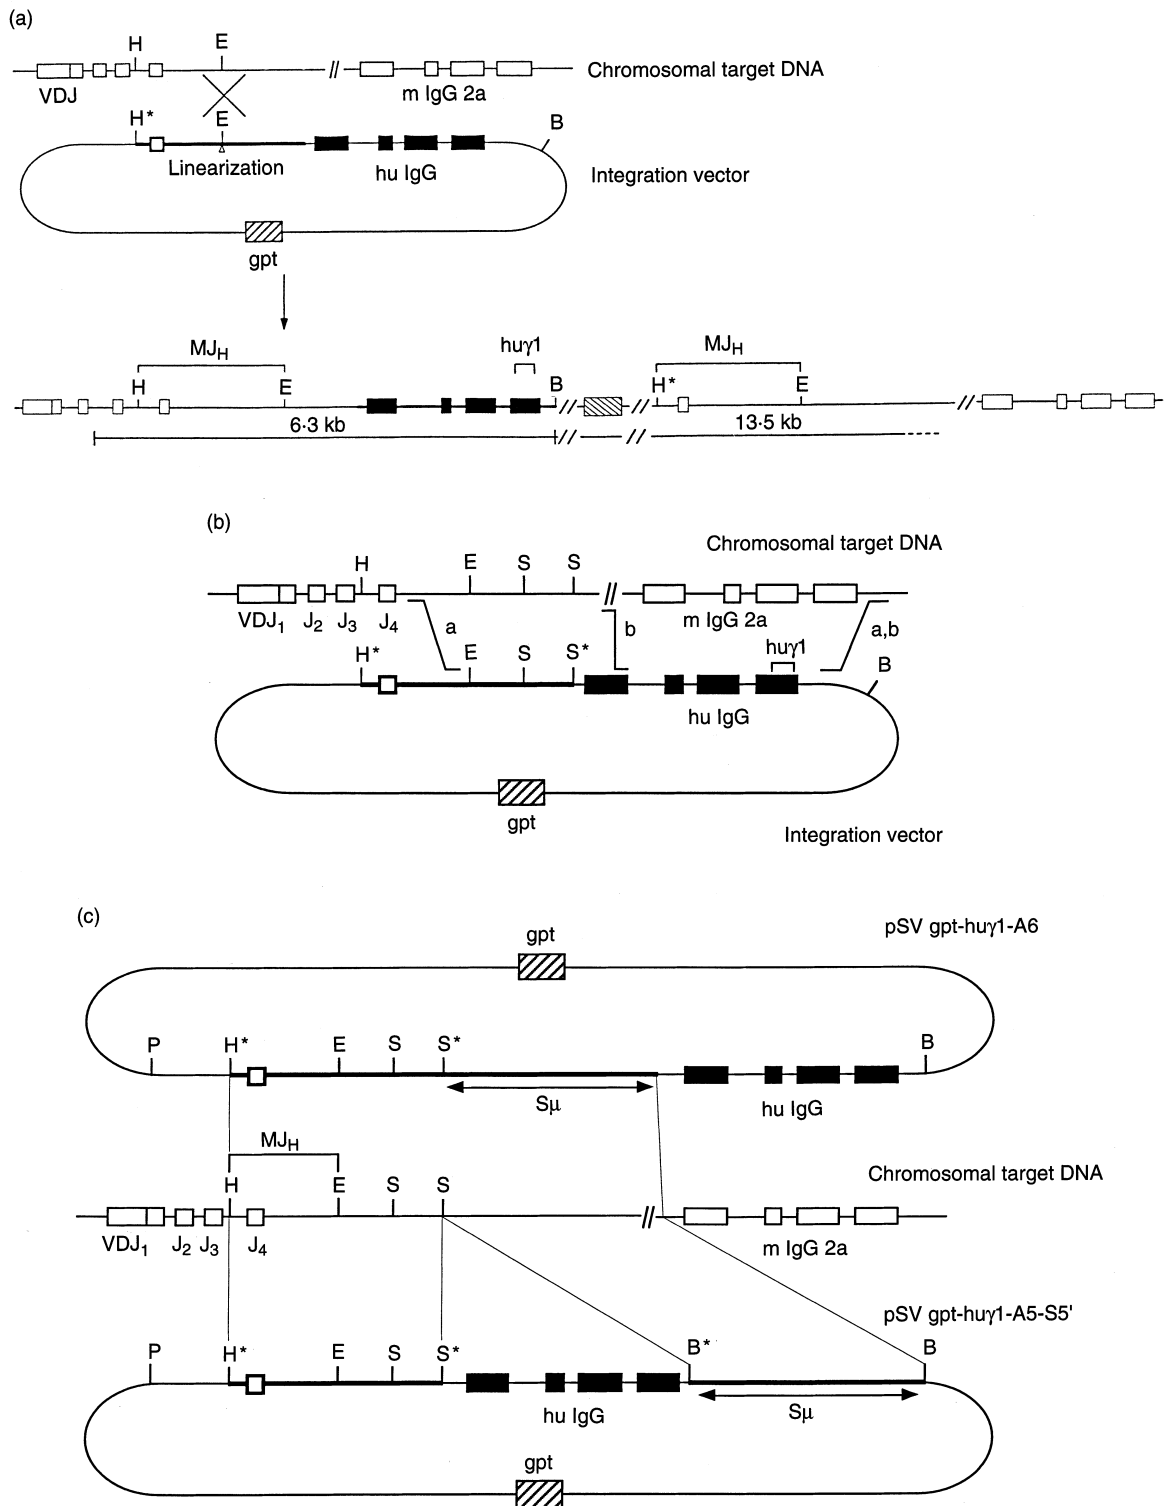 (a)
H
E
VDJ
m IgG 2a
Chromosomal target DNA
H*
E
B
Linearization
hu IgG
Integration vector
gpt
MJH
huγ1
MJH
H
E
B
H*
E
6·3 kb
13·5 kb
(b)
Chromosomal target DNA
H
E
S
S
VDJ1
J2
J3
J4
a
b
m IgG 2a
a,b
huγ1
H*
E
S
S*
B
hu IgG
gpt
Integration vector
(c)
pSV gpt-huγ1-A6
gpt
P
H*
E
S
S*
B
Sμ
hu IgG
MJH
Chromosomal target DNA
H
E
S
S
VDJ1
J2
J3
J4
m IgG 2a
pSV gpt-huγ1-A5-S5'
P
H*
E
S
S*
B*
B
hu IgG
Sμ
gpt